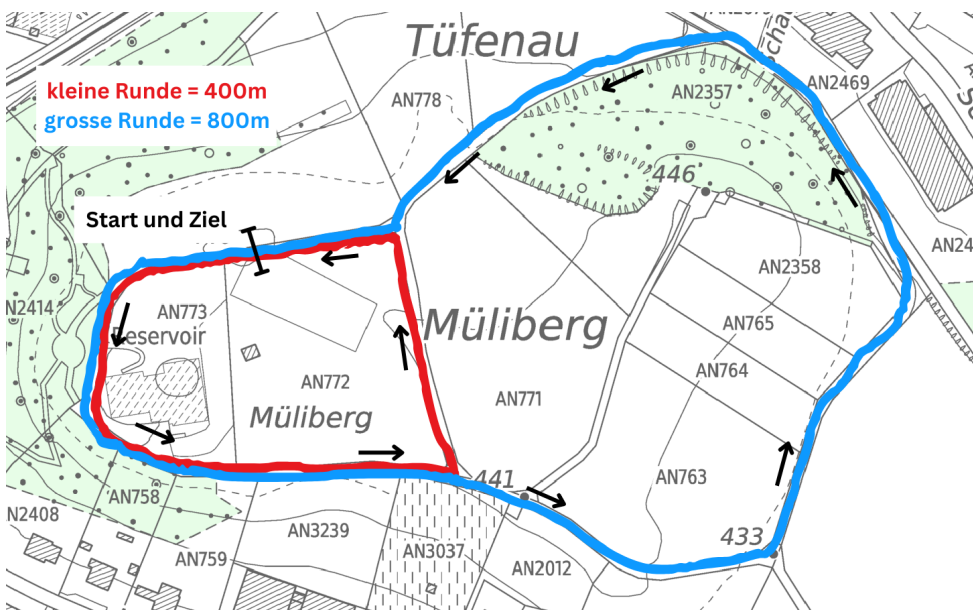 Tüfenau
AN2469
kleine Runde = 400m
grosse Runde = 800m
AN778
AN2357
446
Start und Ziel
AN24
AN2358
N2414
AN773
Reservoir
Müliberg
AN765
AN764
AN772
AN771
Müliberg
441
AN763
AN758
N2408
AN3239
433
AN759
AN3037
AN2012